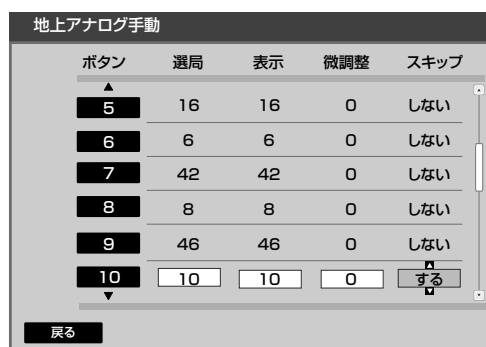 地上アナログ手動
ボタン 選局 表示 微調整 スキップ
5 16 16 0 しない
6 6 6 0 しない
7 42 42 0 しない
8 8 8 0 しない
9 46 46 0 しない
10 10 10 0 する
戻る